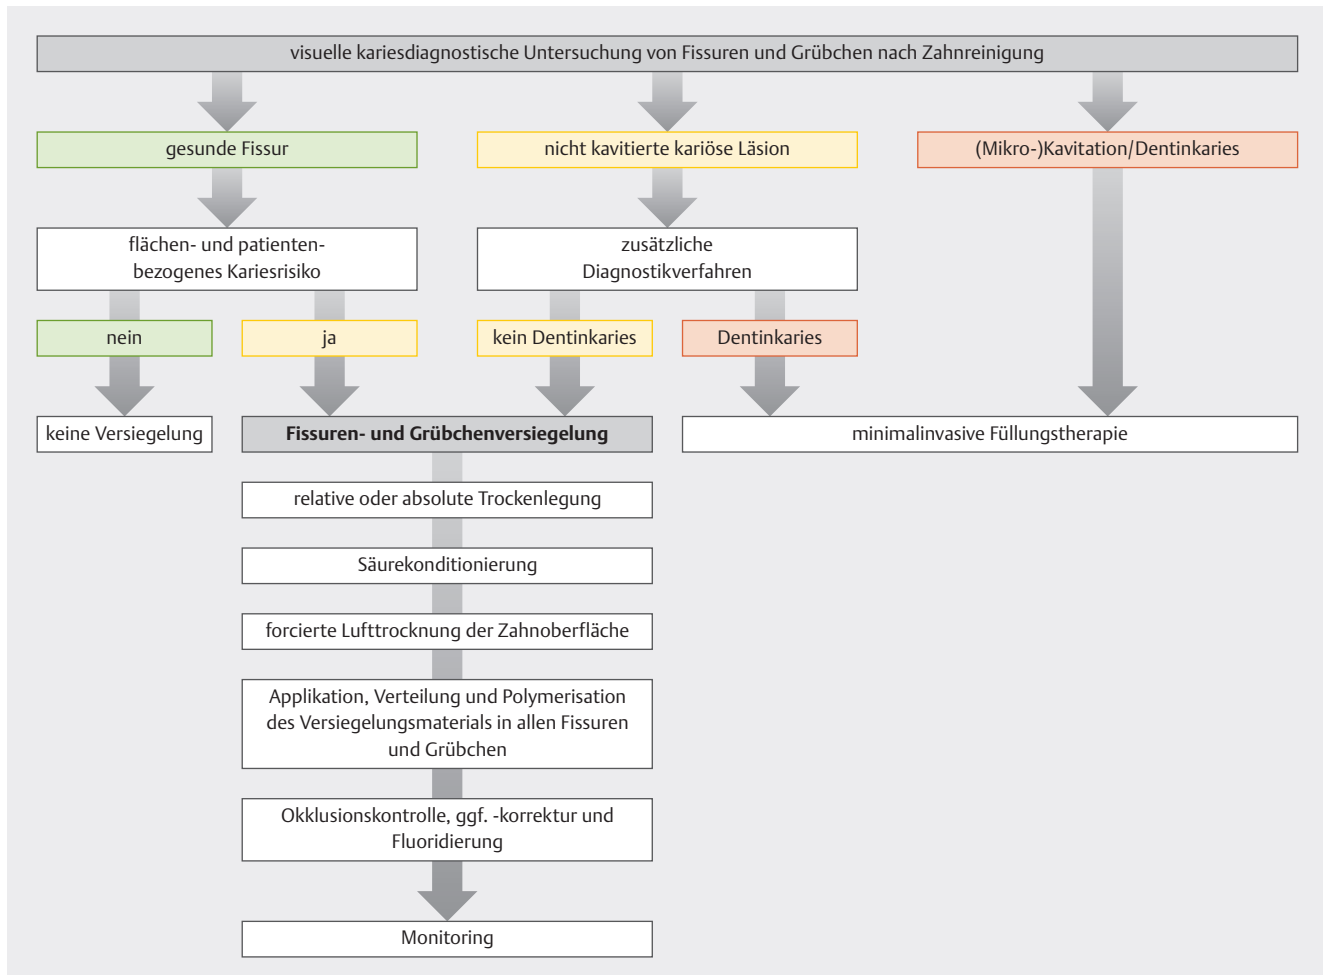 visuelle kariesdiagnostische Untersuchung von Fissuren und Grübchen nach Zahnreinigung
gesunde Fissur
nicht kavitierte kariöse Läsion
(Mikro-)Kavitation/Dentinkaries
flächen- und patienten-
bezogenes Kariesrisiko
zusätzliche
Diagnostikverfahren
nein
ja
kein Dentinkaries
Dentinkaries
keine Versiegelung
Fissuren- und Grübchenversiegelung
minimalinvasive Füllungstherapie
relative oder absolute Trockenlegung
Säurekonditionierung
forcierte Lufttrocknung der Zahnoberfläche
Applikation, Verteilung und Polymerisation
des Versiegelungsmaterials in allen Fissuren
und Grübchen
Okklusionskontrolle, ggf. -korrektur und
Fluoridierung
Monitoring